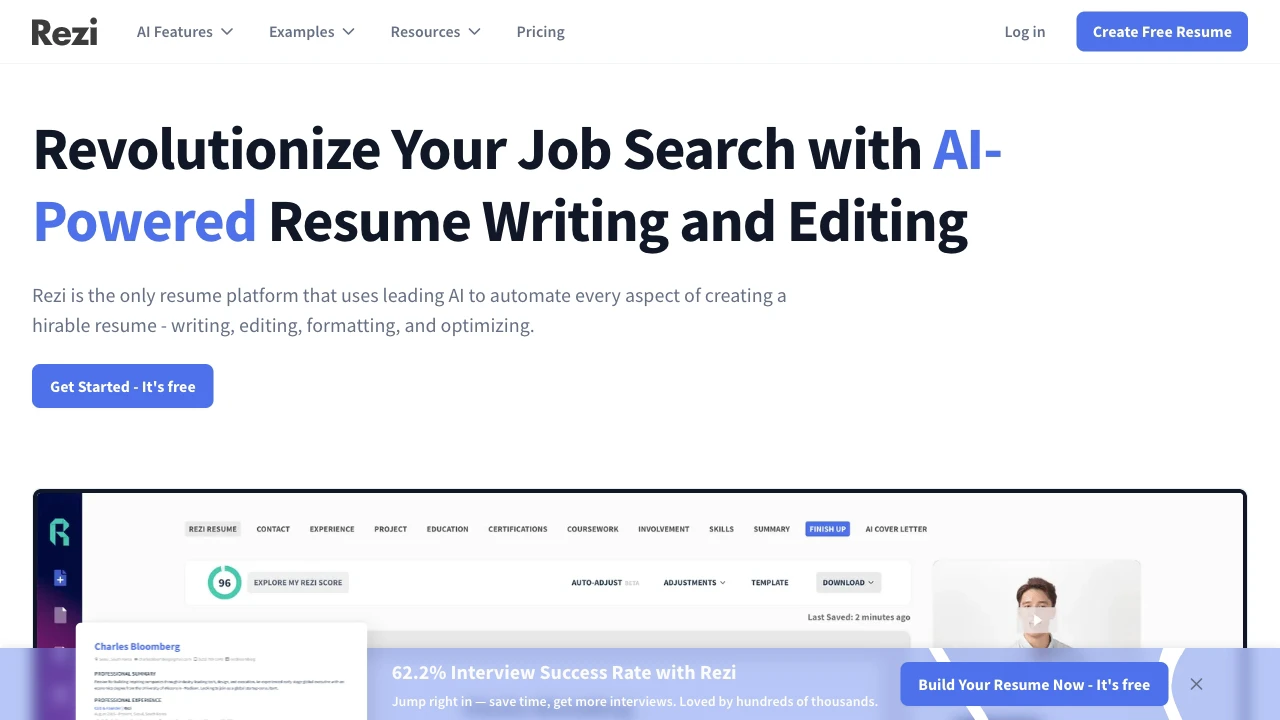 Rezi
AI Features
Examples
Resources
Pricing
Log in
Create Free Resume
Revolutionize Your Job Search with AI-
Powered Resume Writing and Editing
Rezi is the only resume platform that uses leading AI to automate every aspect of creating a
hirable resume - writing, editing, formatting, and optimizing.
Get Started - It's free
R
REZI RESUME CONTACT EXPERIENCE PROJECT EDUCATION CERTIFICATIONS COURSEWORK INVOLVEMENT SKILLS SUMMARY FINISH UP AI COVER LETTER
96 EXPLORE MY REZI SCORE AUTO-ADJUST BETA ADJUSTMENTS TEMPLATE DOWNLOAD
Last Saved: 2 minutes ago
Charles Bloomberg
PROFESSIONAL SUMMARY
PROFESSIONAL EXPERIENCE
62.2% Interview Success Rate with Rezi
Jump right in — save time, get more interviews. Loved by hundreds of thousands.
Build Your Resume Now - It's free